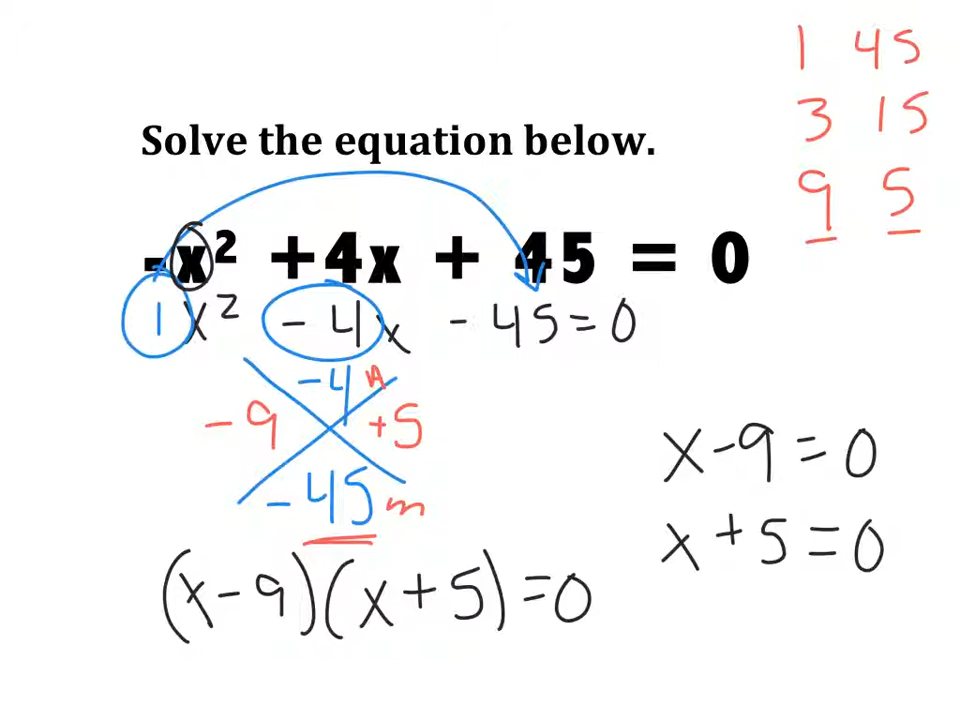 1 45
3 15
9 5
Solve the equation below.
-x² +4x + 45 = 0
1x² - 4x - 45 = 0
-4 A
-9 +5
-45 m
(x - 9)(x + 5) = 0
x - 9 = 0
x + 5 = 0